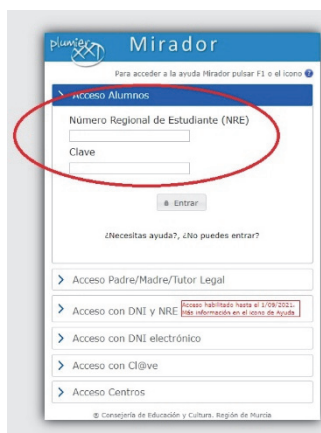 plumier XXI
Mirador
Para acceder a la ayuda Mirador pulsar F1 o el icono ?
Acceso Alumnos
Número Regional de Estudiante (NRE)
Clave
Entrar
¿Necesitas ayuda?, ¿No puedes entrar?
Acceso Padre/Madre/Tutor Legal
Acceso con DNI y NRE
Acceso habilitado hasta el 1/09/2021.
Más información en el icono de Ayuda
Acceso con DNI electrónico
Acceso con Cl@ve
Acceso Centros
© Consejería de Educación y Cultura. Región de Murcia